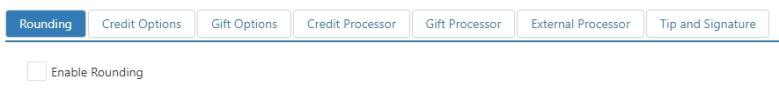 Rounding Credit Options Gift Options Credit Processor Gift Processor External Processor Tip and Signature
Enable Rounding